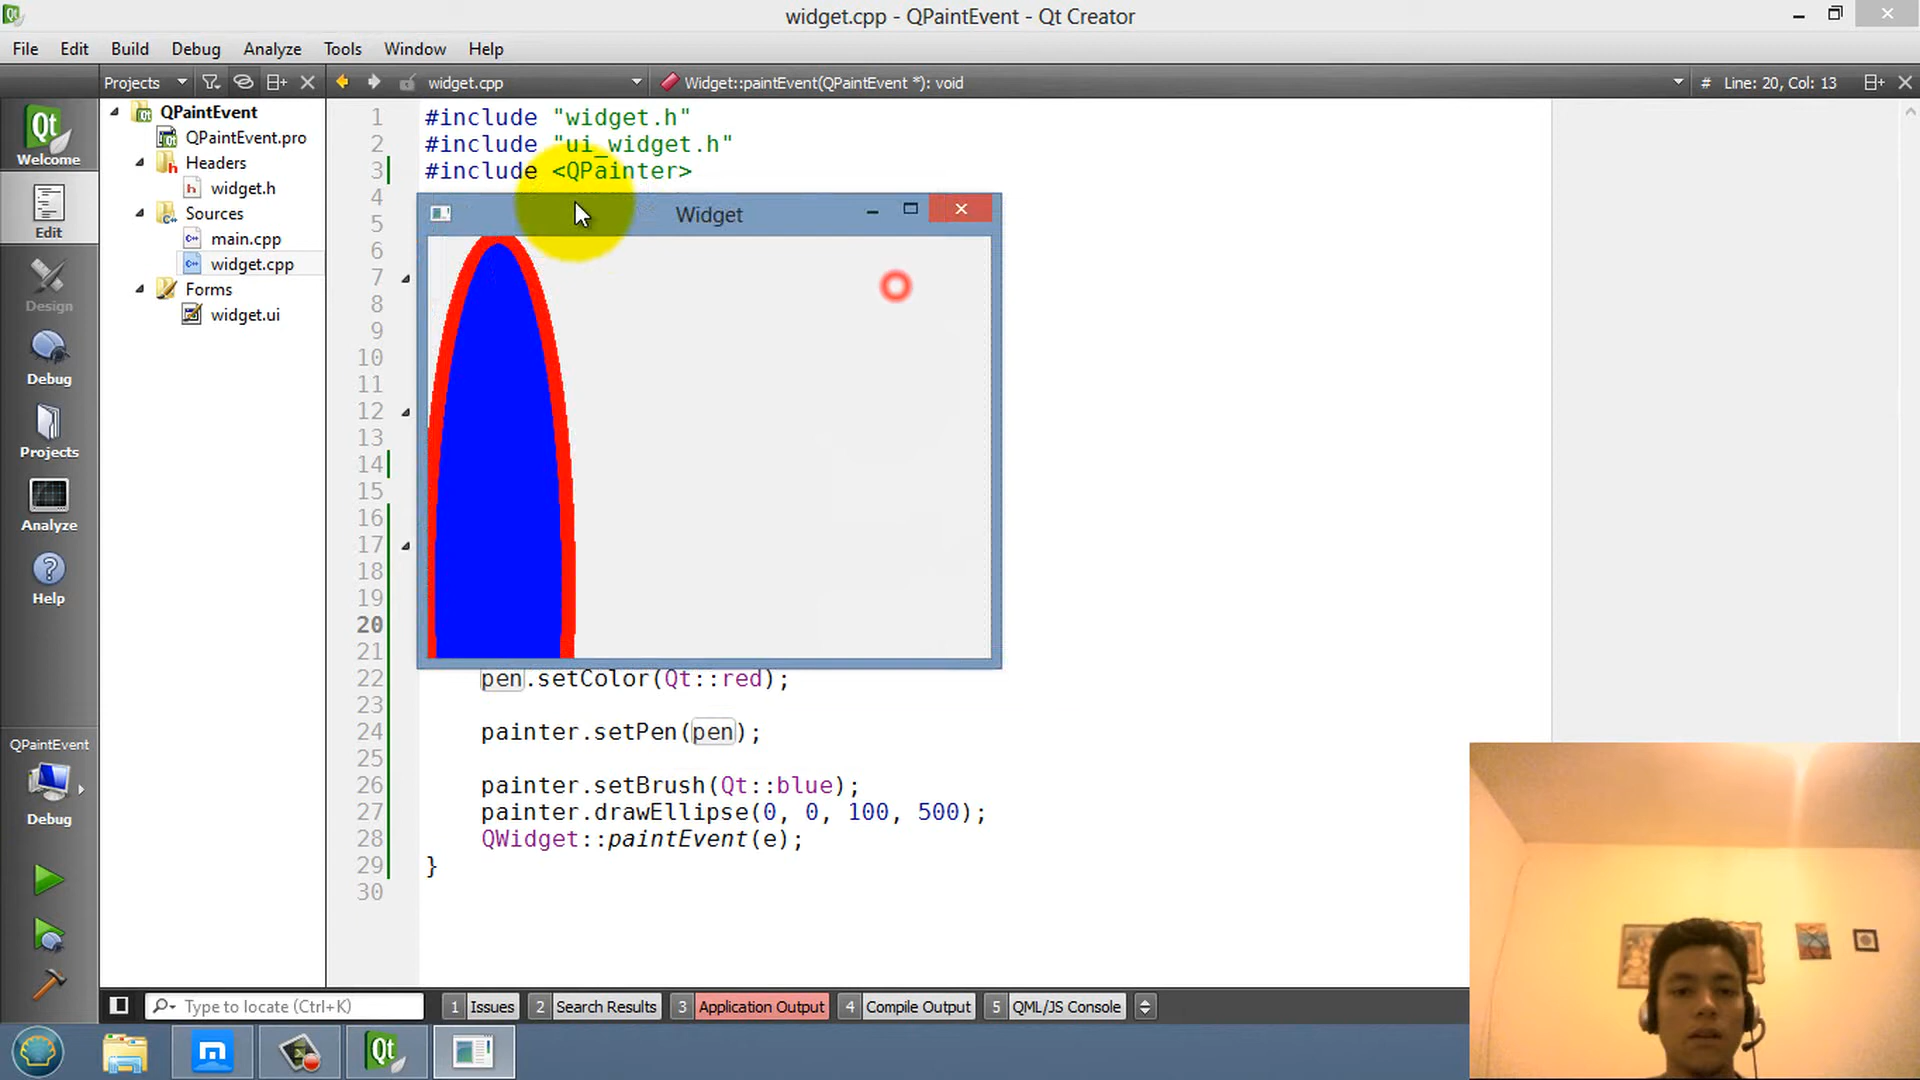 widget.cpp - QPaintEvent - Qt Creator
File Edit Build Debug Analyze Tools Window Help
Projects widget.cpp Widget::paintEvent(QPaintEvent *): void # Line: 20, Col: 13
Welcome
Edit
Design
Debug
Projects
Analyze
Help
QPaintEvent
Debug
QPaintEvent
QPaintEvent.pro
Headers
widget.h
Sources
main.cpp
widget.cpp
Forms
widget.ui
1 #include "widget.h"
2 #include "ui_widget.h"
3 #include <QPainter>
4
5
6
7
8
9
10
11
12
13
14
15
16
17
18
19
20
21
22 pen.setColor(Qt::red);
23
24 painter.setPen(pen);
25
26 painter.setBrush(Qt::blue);
27 painter.drawEllipse(0, 0, 100, 500);
28 QWidget::paintEvent(e);
29 }
30
Widget
Type to locate (Ctrl+K) 1 Issues 2 Search Results 3 Application Output 4 Compile Output 5 QML/JS Console